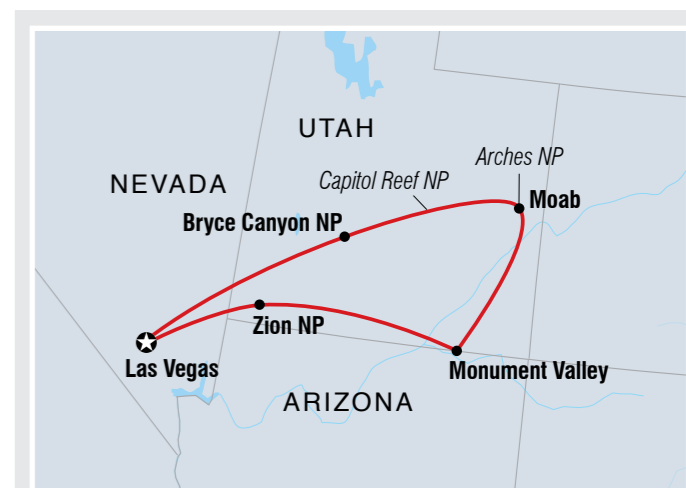 UTAH
Arches NP
NEVADA
Capitol Reef NP
Moab
Bryce Canyon NP
Zion NP
Las Vegas
Monument Valley
ARIZONA